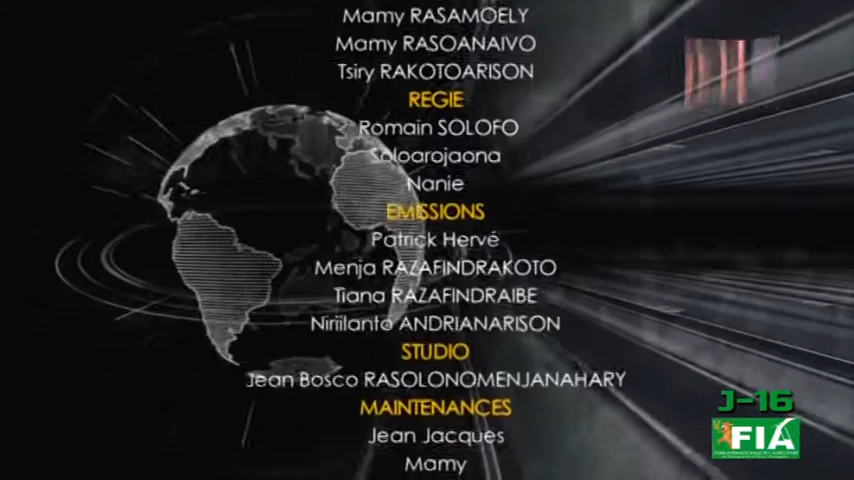 Mamy RASAMOELY
Mamy RASOANAIVO
Tsiry RAKOTOARISON
REGIE
Romain SOLOFO
Soloarojaona
Nanie
EMISSIONS
Patrick Hervé
Menja RAZAFINDRAKOTO
Tiana RAZAFINDRAIBE
Niriilanto ANDRIANARISON
STUDIO
Jean Bosco RASOLONOMENJANAHARY
MAINTENANCES
Jean Jacques
Mamy
J-16
FIA